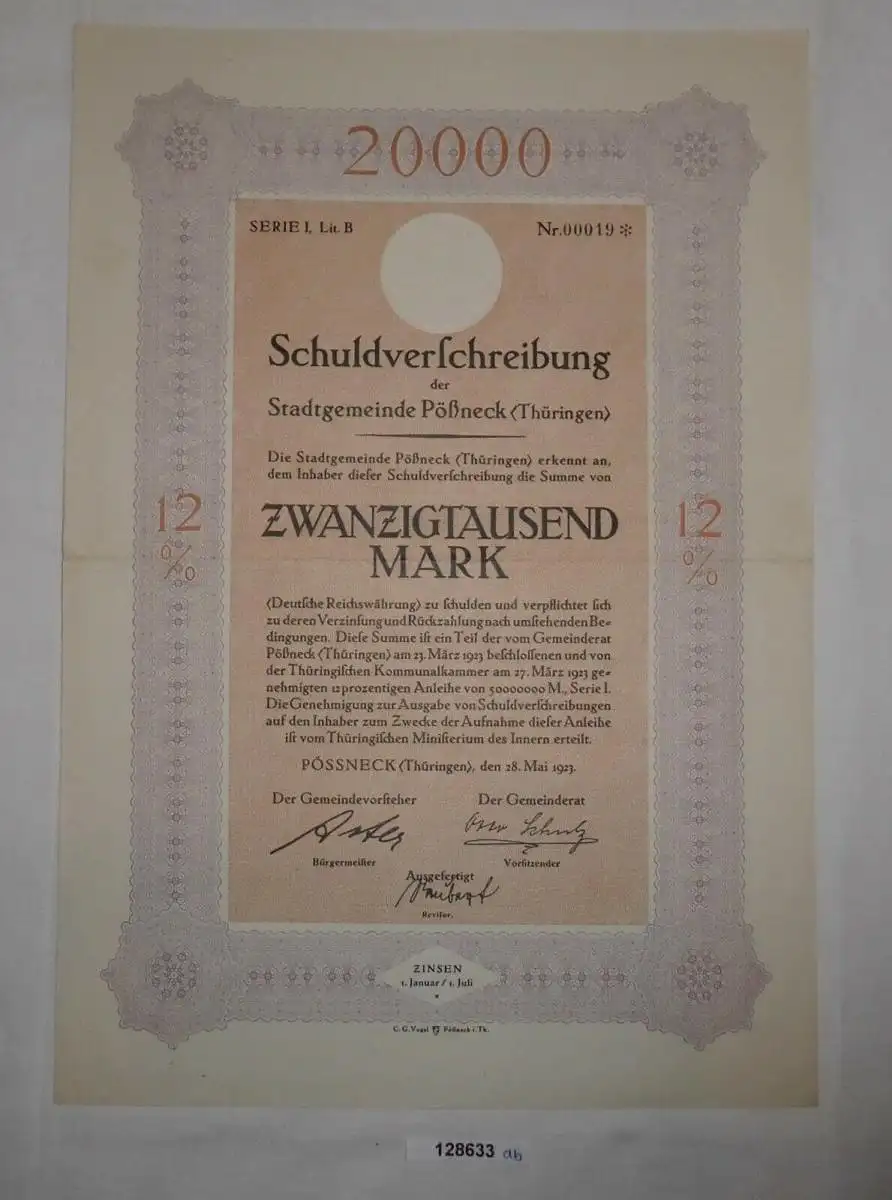 20000
SERIE I, Lit. B
Nr. 00019 *
Schuldverſchreibung
der
Stadtgemeinde Pößneck (Thüringen)
Die Stadtgemeinde Pößneck (Thüringen) erkennt an,
dem Inhaber dieſer Schuldverſchreibung die Summe von
12
%
ZWANZIGTAUSEND
MARK
12
%
(Deutſche Reichswährung) zu ſchulden und verpflichtet ſich
zu deren Verzinſung und Rückzahlung nach umſtehenden Be=
dingungen. Dieſe Summe iſt ein Teil der vom Gemeinderat
Pößneck (Thüringen) am 23. März 1923 beſchloſſenen und von
der Thüringiſchen Kommunalkammer am 27. März 1923 ge=
nehmigten 12prozentigen Anleihe von 50000000 M., Serie I.
Die Genehmigung zur Ausgabe von Schuldverſchreibungen
auf den Inhaber zum Zwecke der Aufnahme dieſer Anleihe
iſt vom Thüringiſchen Miniſterium des Innern erteilt.
PÖSSNECK (Thüringen), den 28. Mai 1923.
Der Gemeindevorſteher
Der Gemeinderat
Otto Schulz
Bürgermeiſter
Vorſitzender
Ausgefertigt
Reviſor.
ZINSEN
1. Januar / 1. Juli
C. G. Vogel Pößneck i. Th.
128633 ab